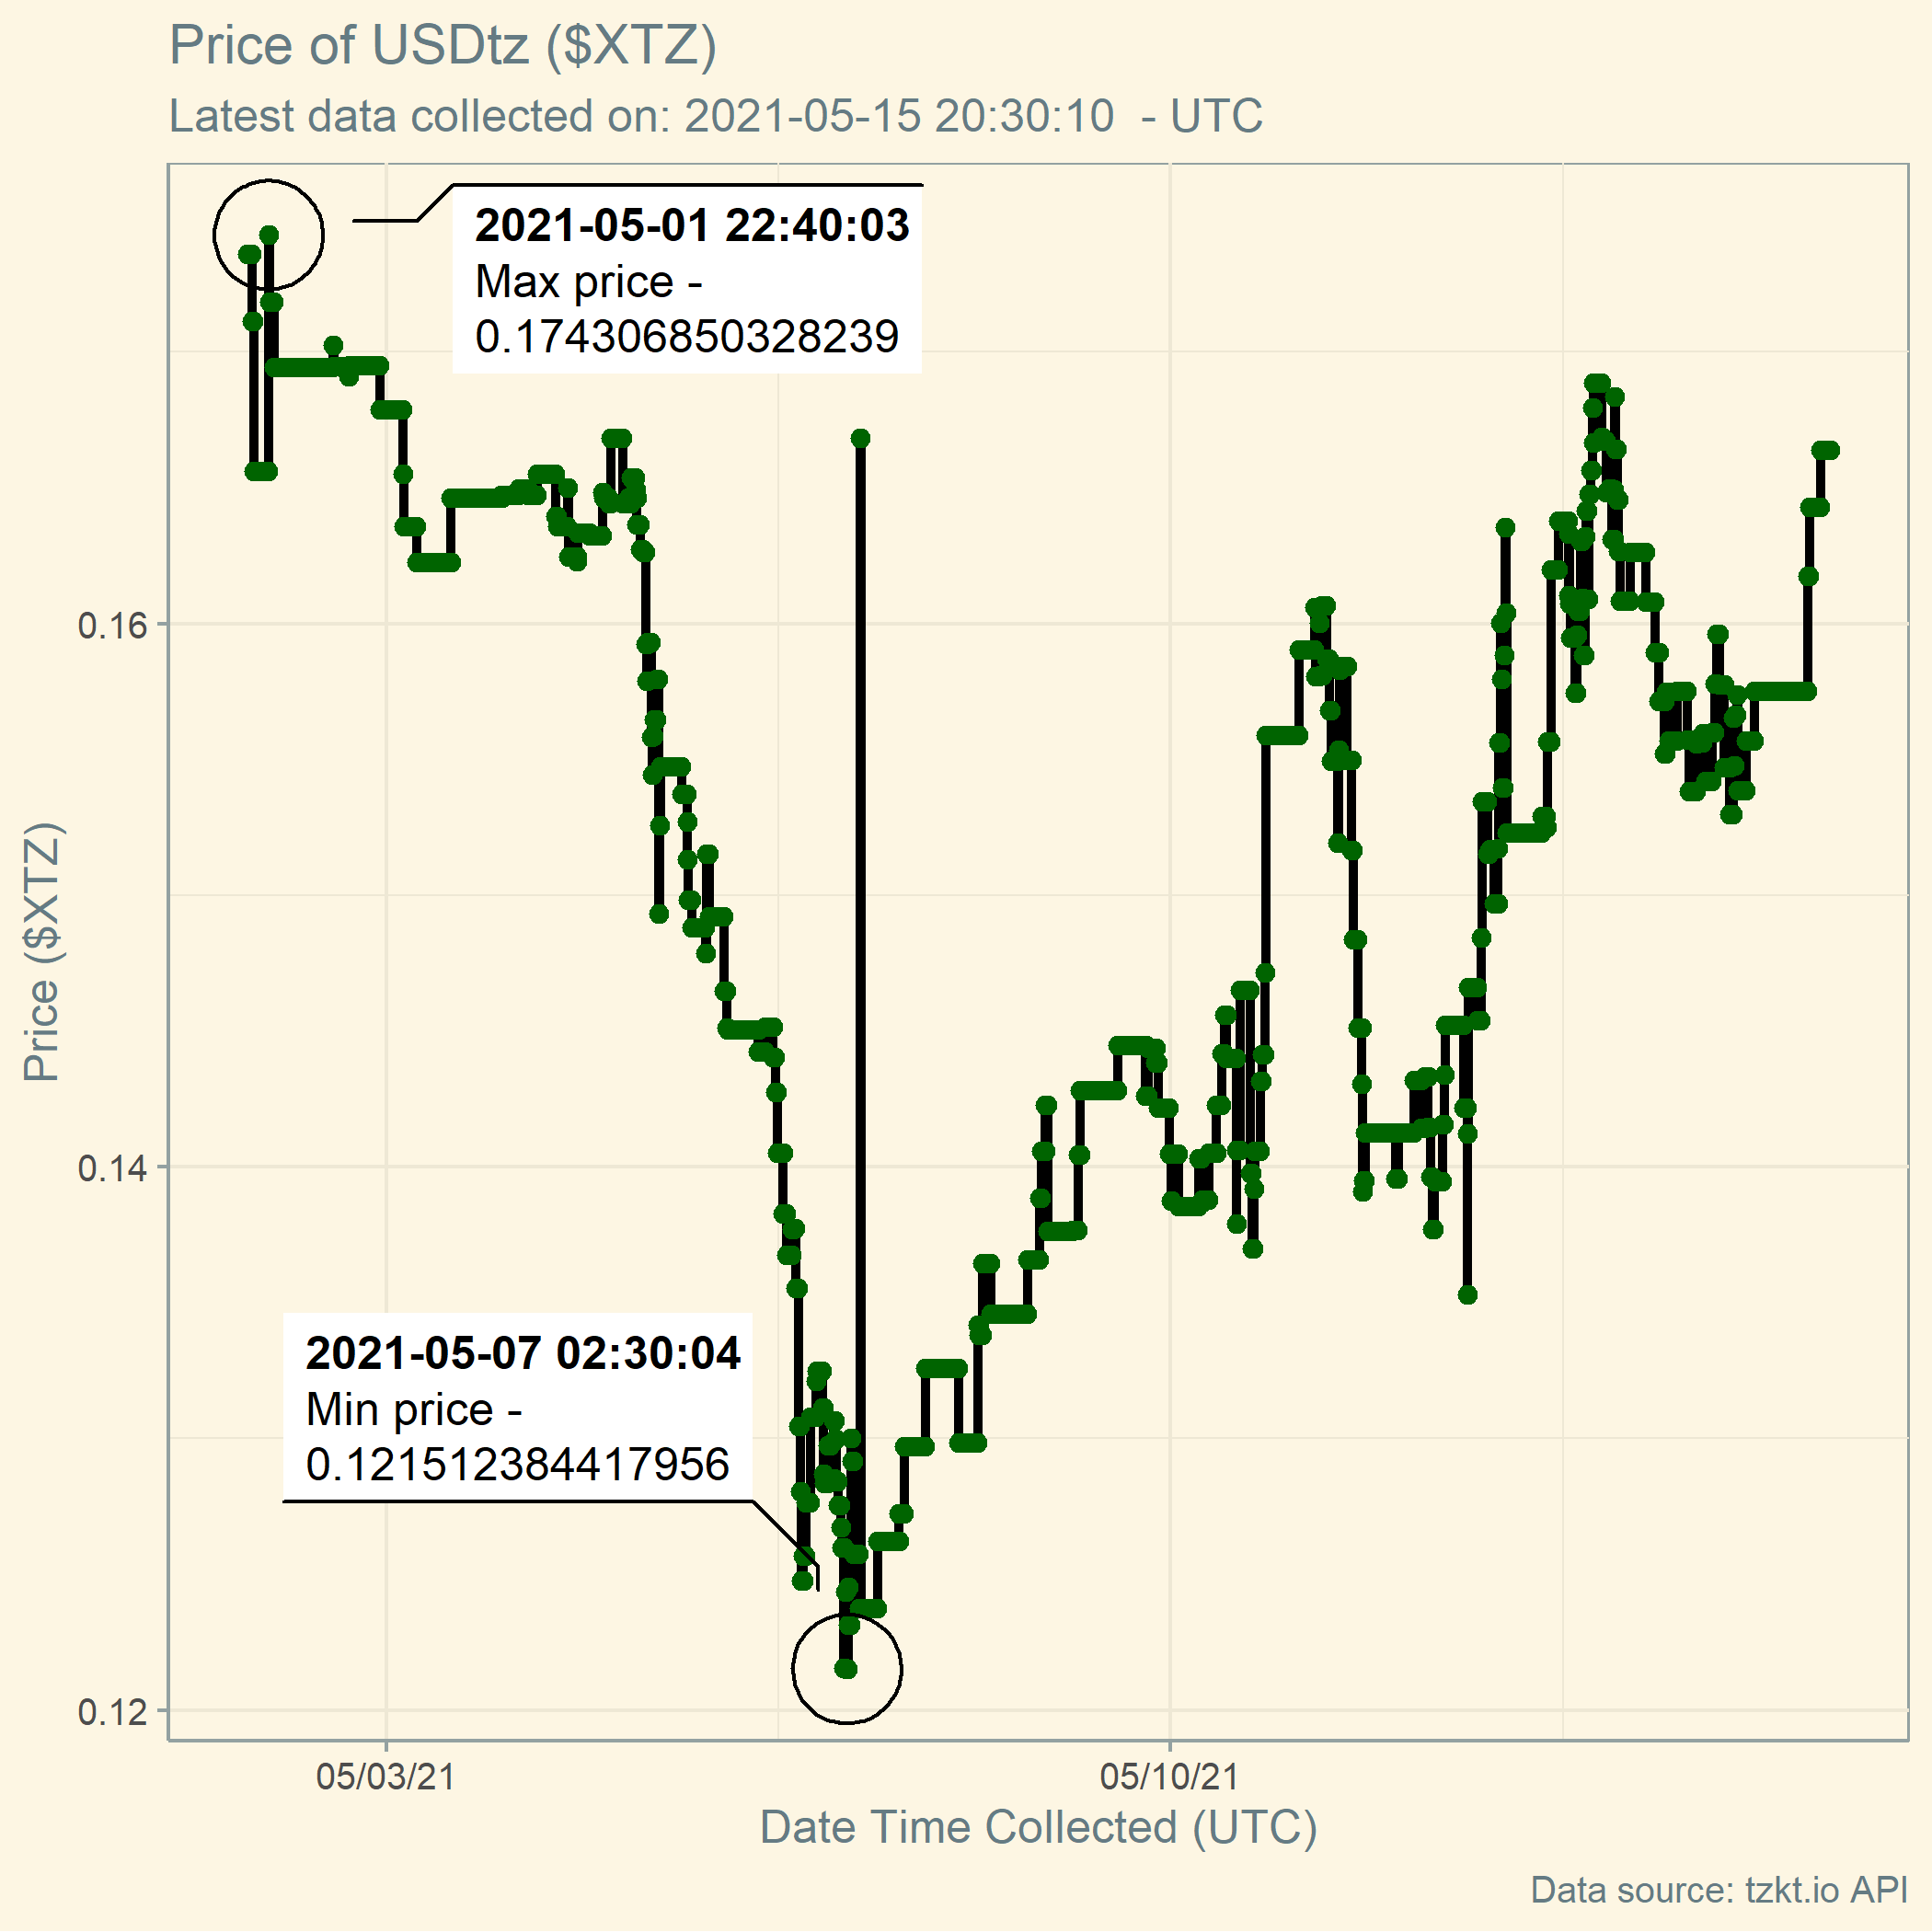 Price of USDtz ($XTZ)
Latest data collected on: 2021-05-15 20:30:10  - UTC
2021-05-01 22:40:03
Max price -
0.174306850328239
0.16
Price ($XTZ)
0.14
2021-05-07 02:30:04
Min price -
0.121512384417956
0.12
05/03/21
05/10/21
Date Time Collected (UTC)
Data source: tzkt.io API